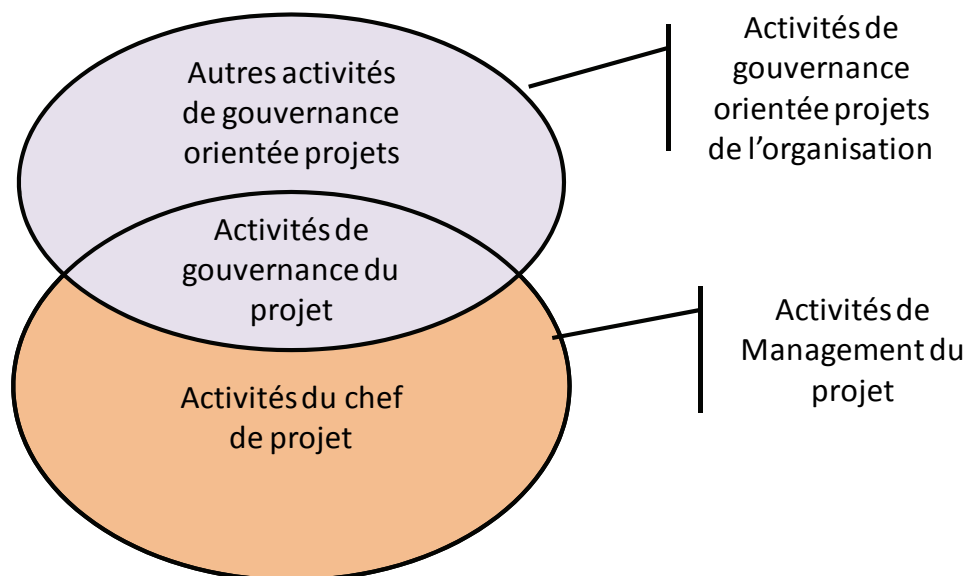 Autres activités
de gouvernance
orientée projets
Activités de
gouvernance du
projet
Activités du chef
de projet
Activités de
gouvernance
orientée projets
de l'organisation
Activités de
Management du
projet